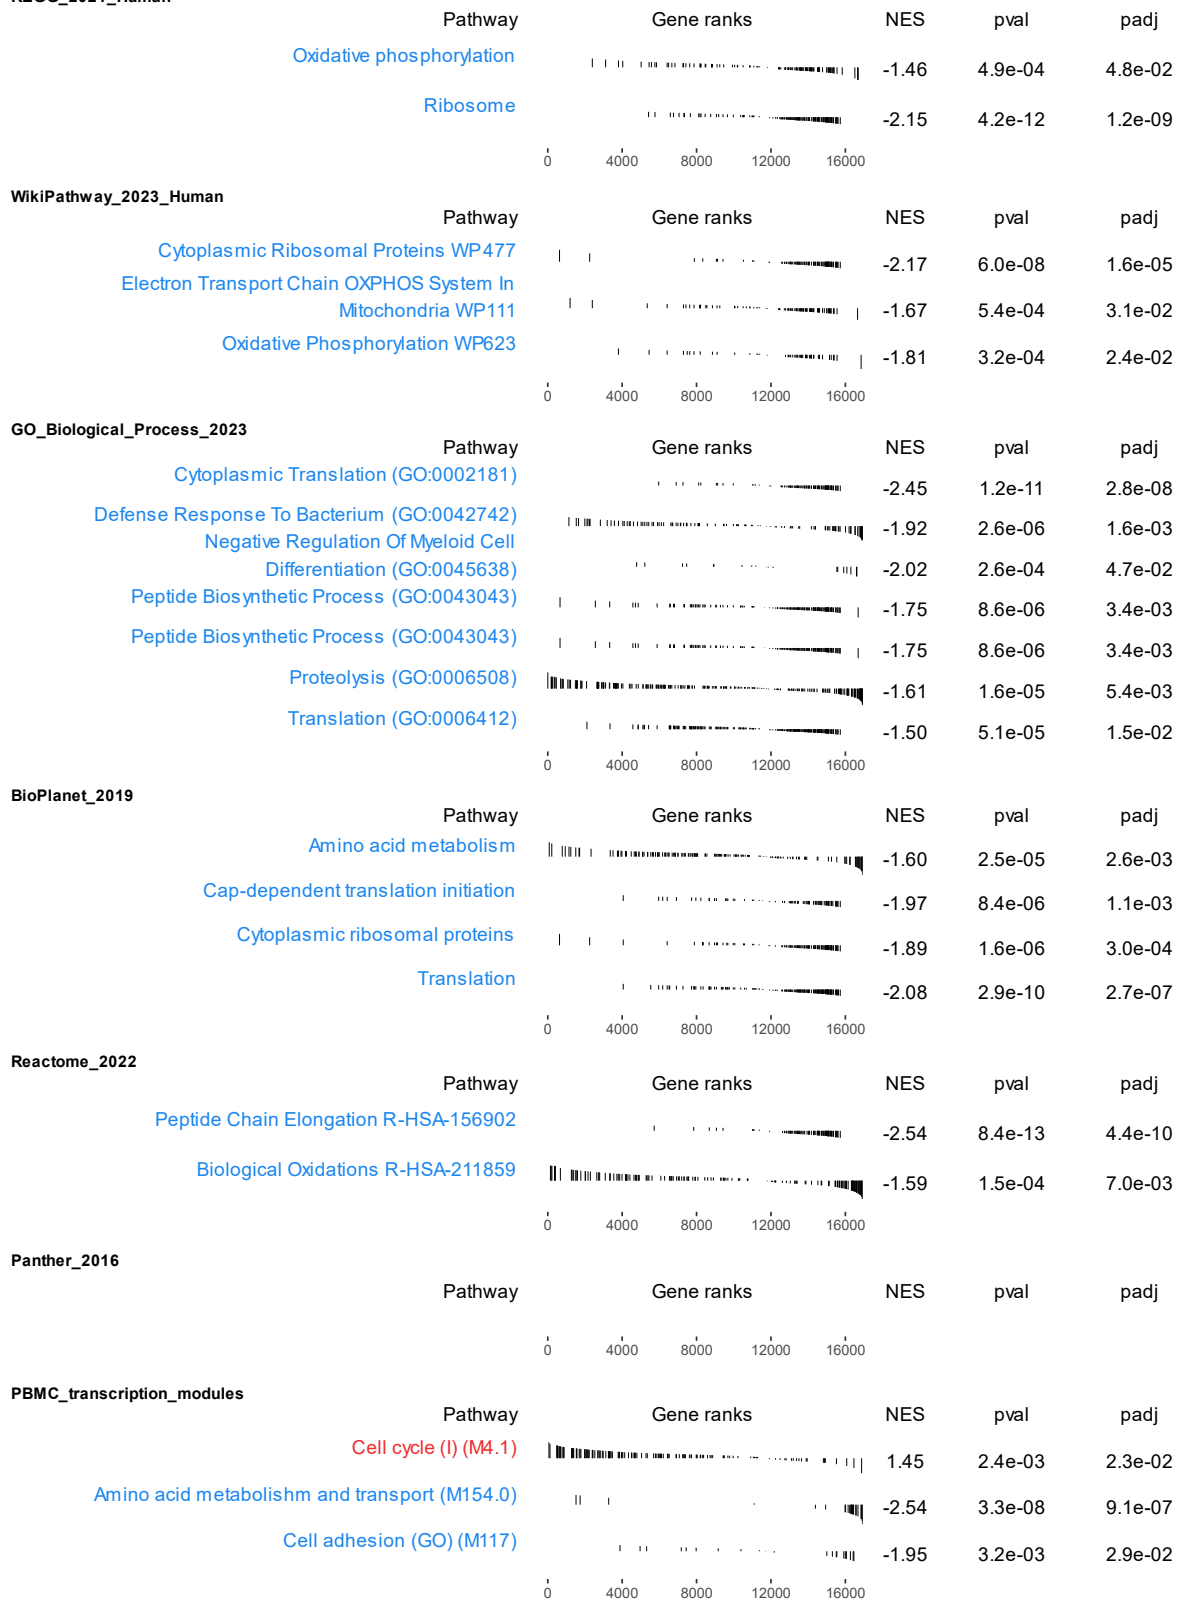 Pathway Gene ranks NES pval padj
Oxidative phosphorylation -1.46 4.9e-04 4.8e-02
Ribosome -2.15 4.2e-12 1.2e-09
0 4000 8000 12000 16000
WikiPathway_2023_Human
Pathway Gene ranks NES pval padj
Cytoplasmic Ribosomal Proteins WP477 -2.17 6.0e-08 1.6e-05
Electron Transport Chain OXPHOS System In
Mitochondria WP111 -1.67 5.4e-04 3.1e-02
Oxidative Phosphorylation WP623 -1.81 3.2e-04 2.4e-02
0 4000 8000 12000 16000
GO_Biological_Process_2023
Pathway Gene ranks NES pval padj
Cytoplasmic Translation (GO:0002181) -2.45 1.2e-11 2.8e-08
Defense Response To Bacterium (GO:0042742) -1.92 2.6e-06 1.6e-03
Negative Regulation Of Myeloid Cell
Differentiation (GO:0045638) -2.02 2.6e-04 4.7e-02
Peptide Biosynthetic Process (GO:0043043) -1.75 8.6e-06 3.4e-03
Peptide Biosynthetic Process (GO:0043043) -1.75 8.6e-06 3.4e-03
Proteolysis (GO:0006508) -1.61 1.6e-05 5.4e-03
Translation (GO:0006412) -1.50 5.1e-05 1.5e-02
0 4000 8000 12000 16000
BioPlanet_2019
Pathway Gene ranks NES pval padj
Amino acid metabolism -1.60 2.5e-05 2.6e-03
Cap-dependent translation initiation -1.97 8.4e-06 1.1e-03
Cytoplasmic ribosomal proteins -1.89 1.6e-06 3.0e-04
Translation -2.08 2.9e-10 2.7e-07
0 4000 8000 12000 16000
Reactome_2022
Pathway Gene ranks NES pval padj
Peptide Chain Elongation R-HSA-156902 -2.54 8.4e-13 4.4e-10
Biological Oxidations R-HSA-211859 -1.59 1.5e-04 7.0e-03
0 4000 8000 12000 16000
Panther_2016
Pathway Gene ranks NES pval padj
0 4000 8000 12000 16000
PBMC_transcription_modules
Pathway Gene ranks NES pval padj
Cell cycle (I) (M4.1) 1.45 2.4e-03 2.3e-02
Amino acid metabolishm and transport (M154.0) -2.54 3.3e-08 9.1e-07
Cell adhesion (GO) (M117) -1.95 3.2e-03 2.9e-02
0 4000 8000 12000 16000